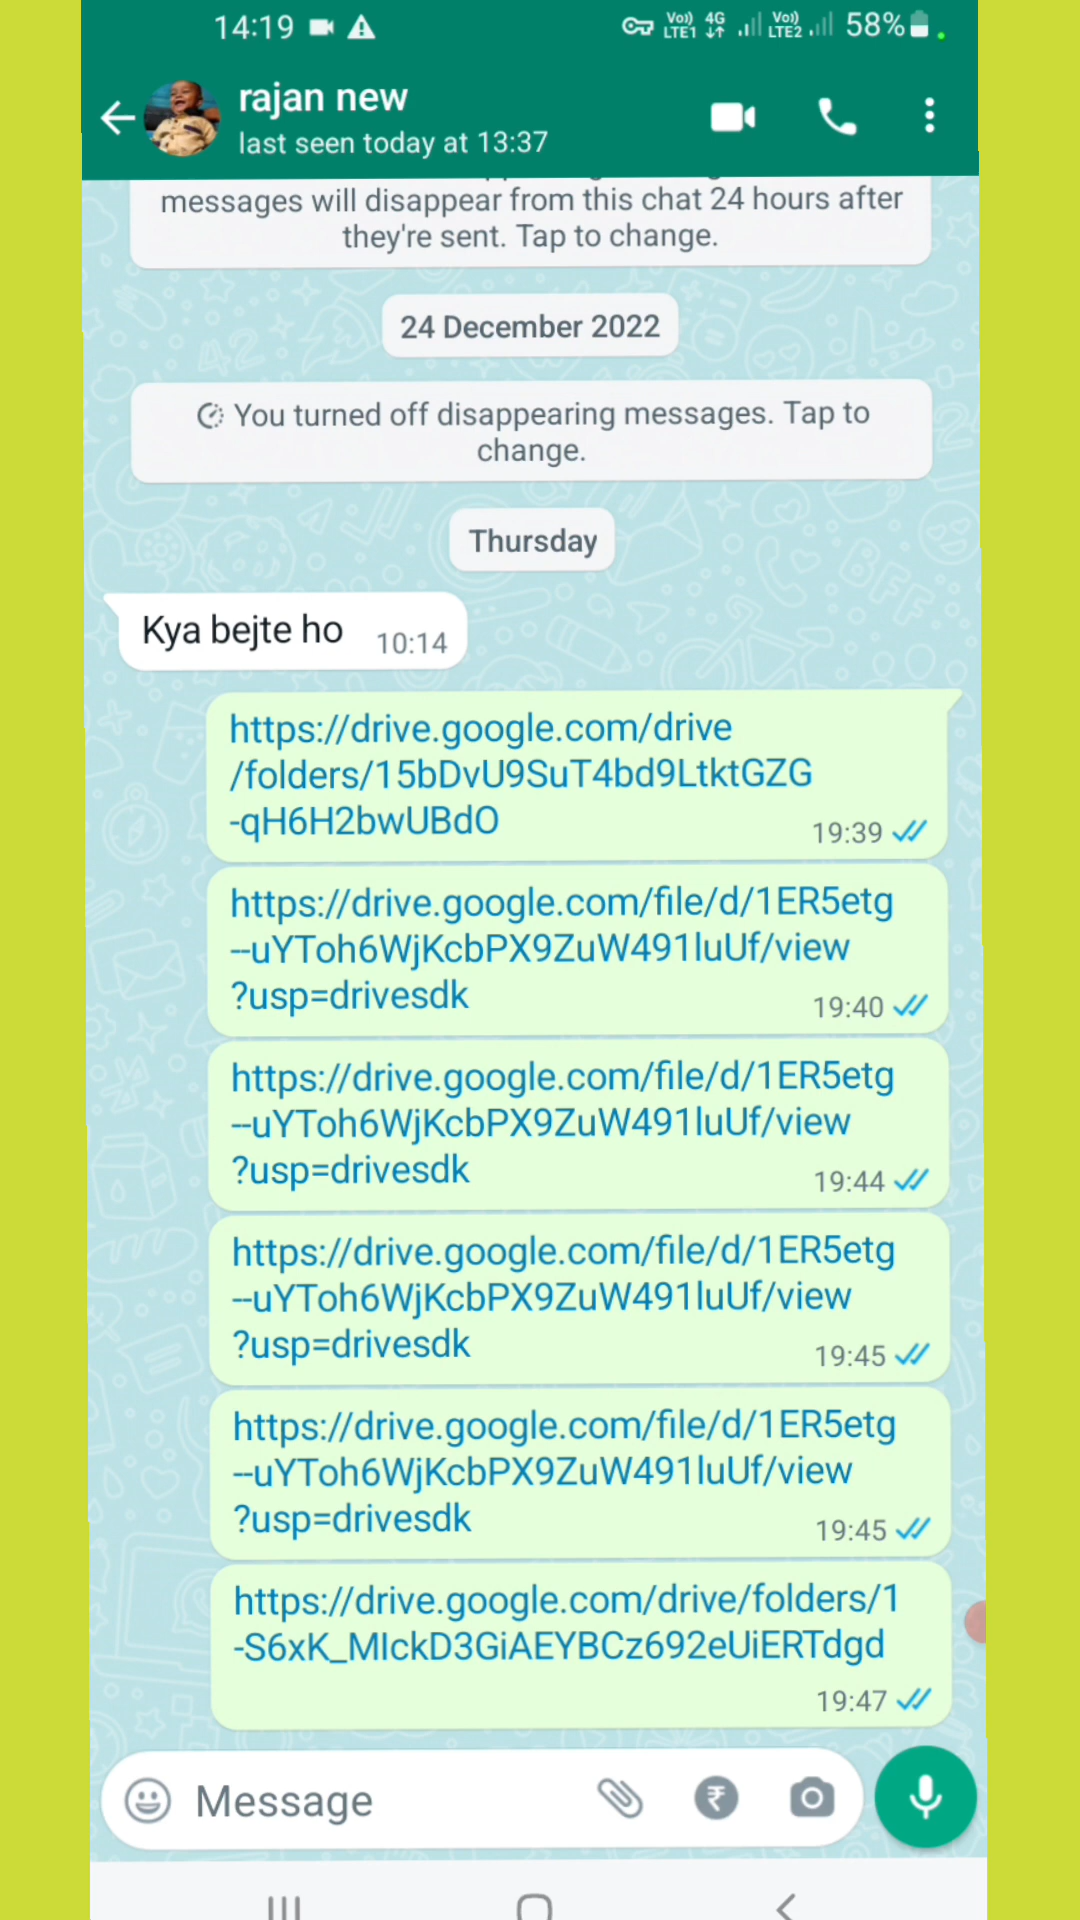 14:19
Vo)) LTE1 4G Vo)) LTE2 58%
rajan new
last seen today at 13:37
messages will disappear from this chat 24 hours after
they're sent. Tap to change.
24 December 2022
You turned off disappearing messages. Tap to
change.
Thursday
Kya bejte ho 10:14
https://drive.google.com/drive
/folders/15bDvU9SuT4bd9LtktGZG
-qH6H2bwUBdO
19:39
https://drive.google.com/file/d/1ER5etg
--uYToh6WjKcbPX9ZuW491luUf/view
?usp=drivesdk
19:40
https://drive.google.com/file/d/1ER5etg
--uYToh6WjKcbPX9ZuW491luUf/view
?usp=drivesdk
19:44
https://drive.google.com/file/d/1ER5etg
--uYToh6WjKcbPX9ZuW491luUf/view
?usp=drivesdk
19:45
https://drive.google.com/file/d/1ER5etg
--uYToh6WjKcbPX9ZuW491luUf/view
?usp=drivesdk
19:45
https://drive.google.com/drive/folders/1
-S6xK_MIckD3GiAEYBCz692eUiERTdgd
19:47
Message